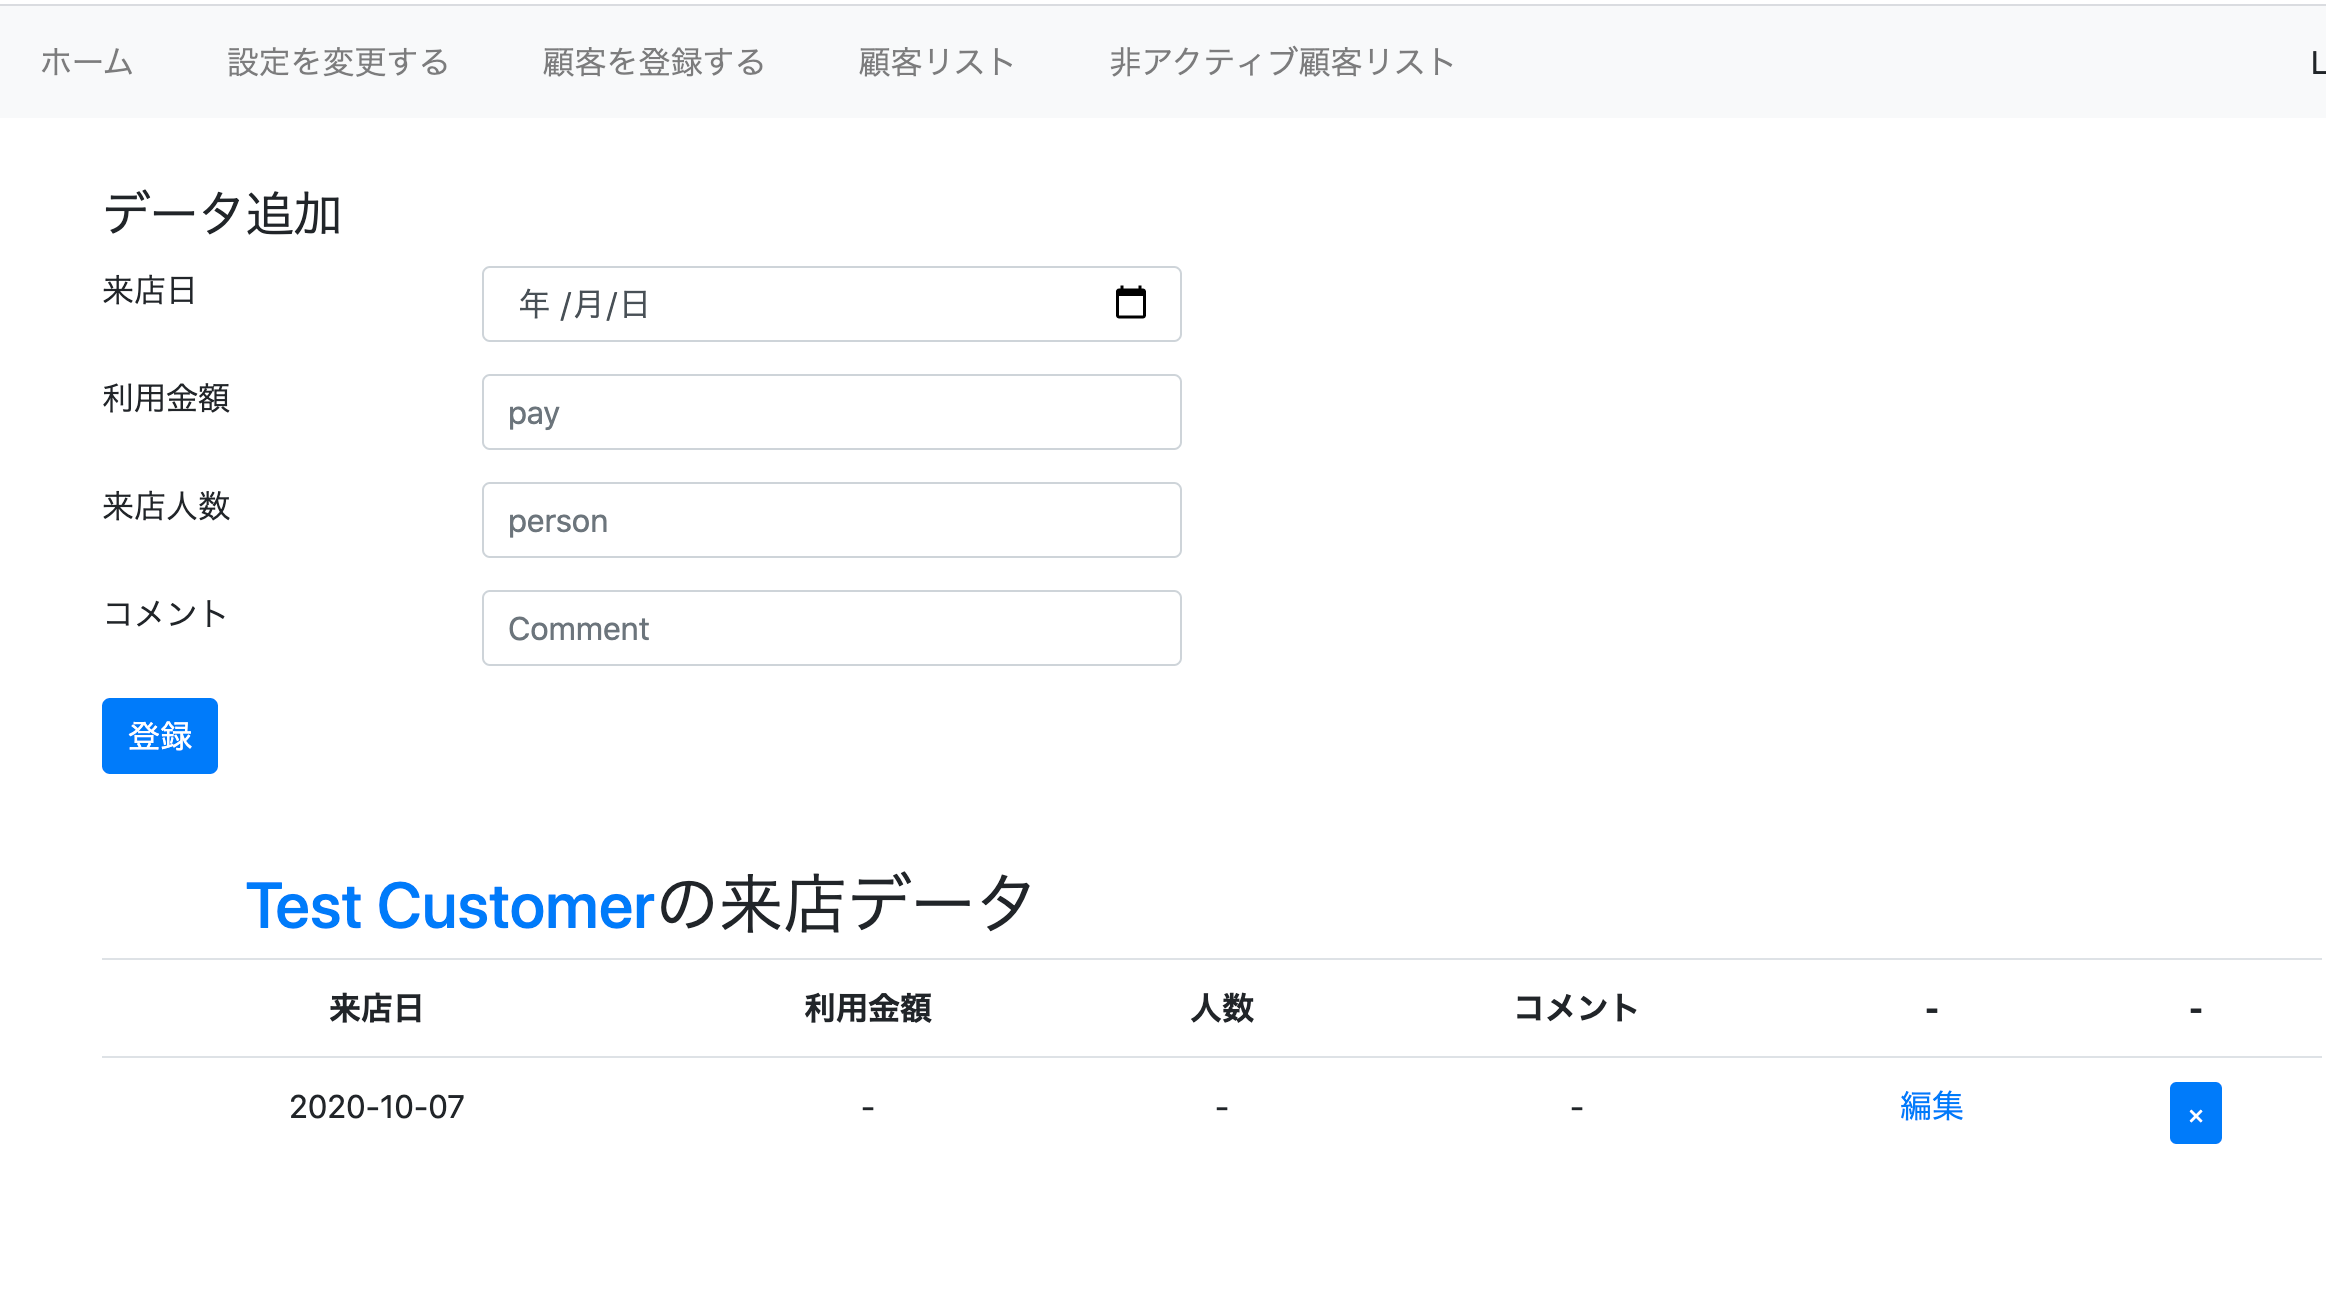 ホーム 設定を変更する 顧客を登録する 顧客リスト 非アクティブ顧客リスト L
データ追加
来店日 年 /月/日
利用金額 pay
来店人数 person
コメント Comment
登録
Test Customerの来店データ
来店日 利用金額 人数 コメント - -
2020-10-07 - - - 編集 ×